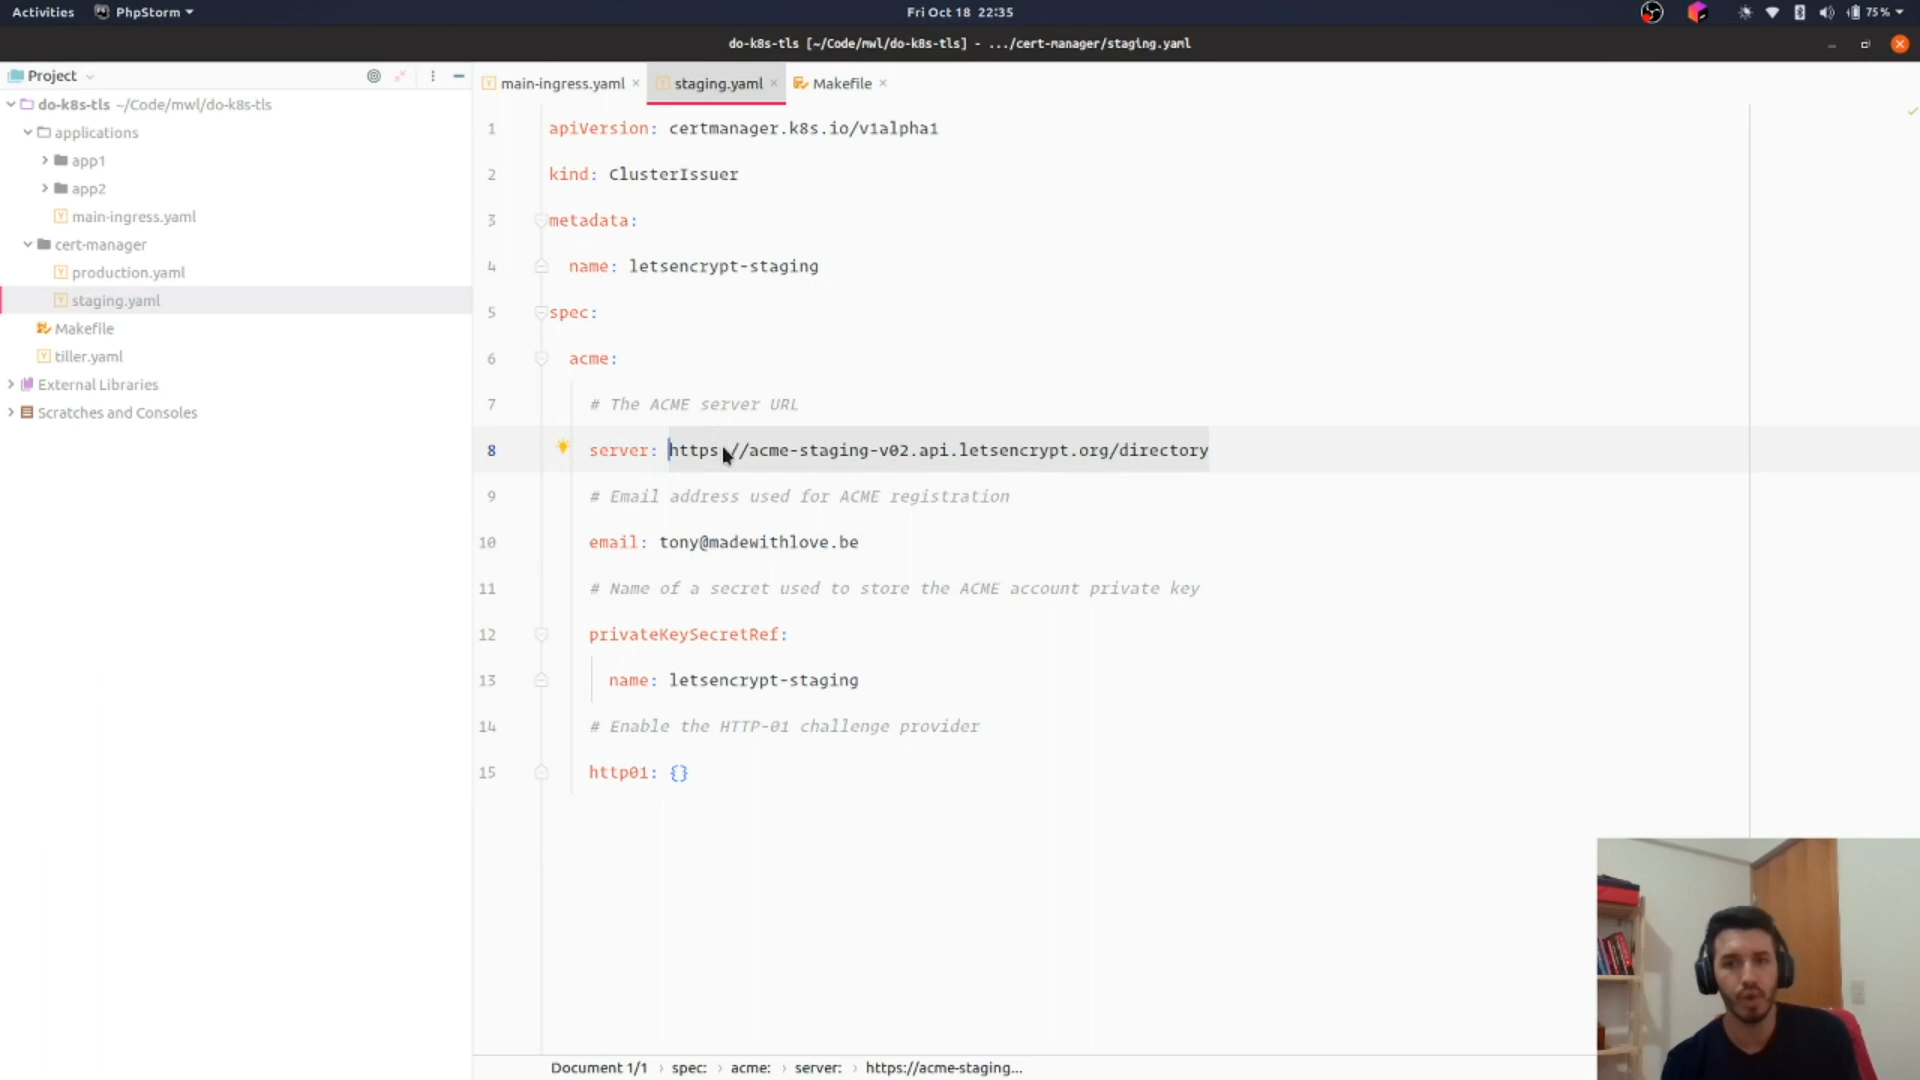 Activities PhpStorm Fri Oct 18 22:35 75%
do-k8s-tls [~/Code/mwl/do-k8s-tls] - .../cert-manager/staging.yaml
Project main-ingress.yaml staging.yaml Makefile
do-k8s-tls ~/Code/mwl/do-k8s-tls
applications
app1
app2
main-ingress.yaml
cert-manager
production.yaml
staging.yaml
Makefile
tiller.yaml
External Libraries
Scratches and Consoles
1 apiVersion: certmanager.k8s.io/v1alpha1
2 kind: ClusterIssuer
3 metadata:
4 name: letsencrypt-staging
5 spec:
6 acme:
7 # The ACME server URL
8 server: https://acme-staging-v02.api.letsencrypt.org/directory
9 # Email address used for ACME registration
10 email: tony@madewithlove.be
11 # Name of a secret used to store the ACME account private key
12 privateKeySecretRef:
13 name: letsencrypt-staging
14 # Enable the HTTP-01 challenge provider
15 http01: {}
Document 1/1 › spec: › acme: › server: › https://acme-staging...